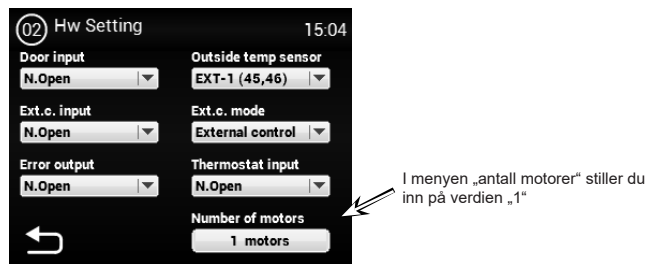 02 Hw Setting 15:04
Door input Outside temp sensor
N.Open EXT-1 (45,46)
Ext.c. input Ext.c. mode
N.Open External control
Error output Thermostat input
N.Open N.Open
Number of motors
1 motors
I menyen „antall motorer“ stiller du
inn på verdien „1“